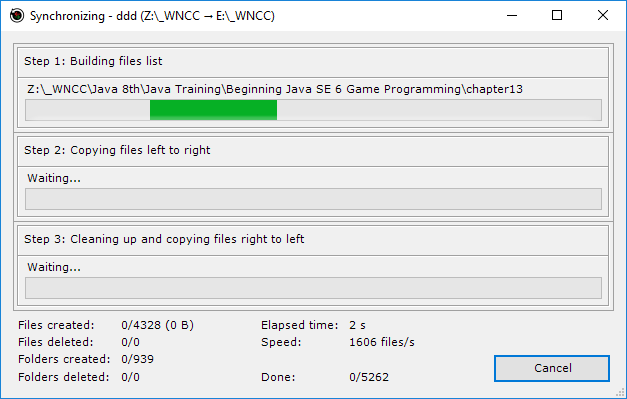 Synchronizing - ddd (Z:\_WNCC → E:\_WNCC)
Step 1: Building files list
Z:\_WNCC\Java 8th\Java Training\Beginning Java SE 6 Game Programming\chapter13
Step 2: Copying files left to right
Waiting...
Step 3: Cleaning up and copying files right to left
Waiting...
Files created: 0/4328 (0 B) Elapsed time: 2 s
Files deleted: 0/0 Speed: 1606 files/s
Folders created: 0/939
Folders deleted: 0/0 Done: 0/5262
Cancel